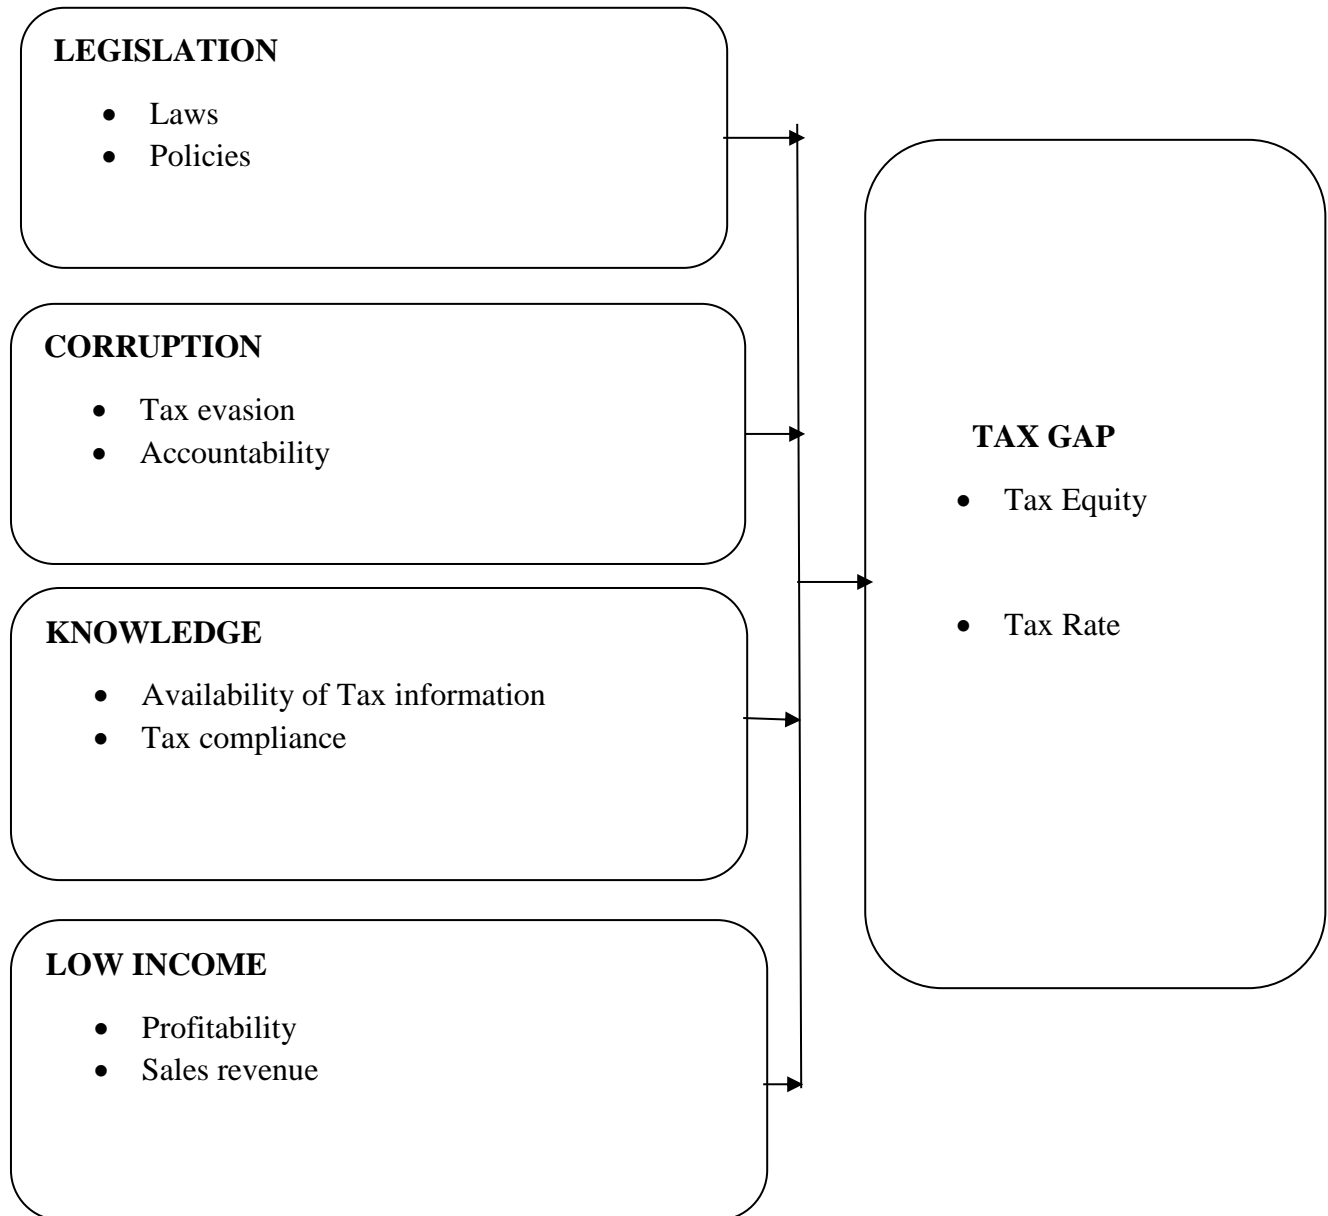 LEGISLATION
• Laws
• Policies
CORRUPTION
• Tax evasion
• Accountability
KNOWLEDGE
• Availability of Tax information
• Tax compliance
LOW INCOME
• Profitability
• Sales revenue
TAX GAP
• Tax Equity
• Tax Rate